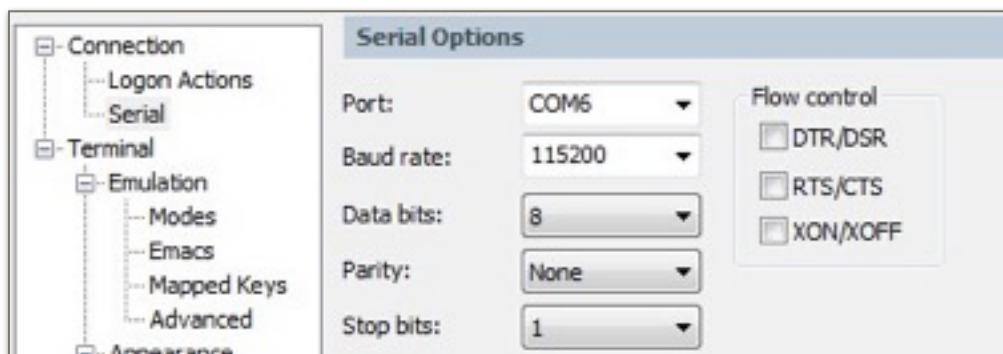 Connection
Logon Actions
Serial
Terminal
Emulation
Modes
Emacs
Mapped Keys
Advanced
Appearance
Serial Options
Port: COM6
Baud rate: 115200
Data bits: 8
Parity: None
Stop bits: 1
Flow control
DTR/DSR
RTS/CTS
XON/XOFF